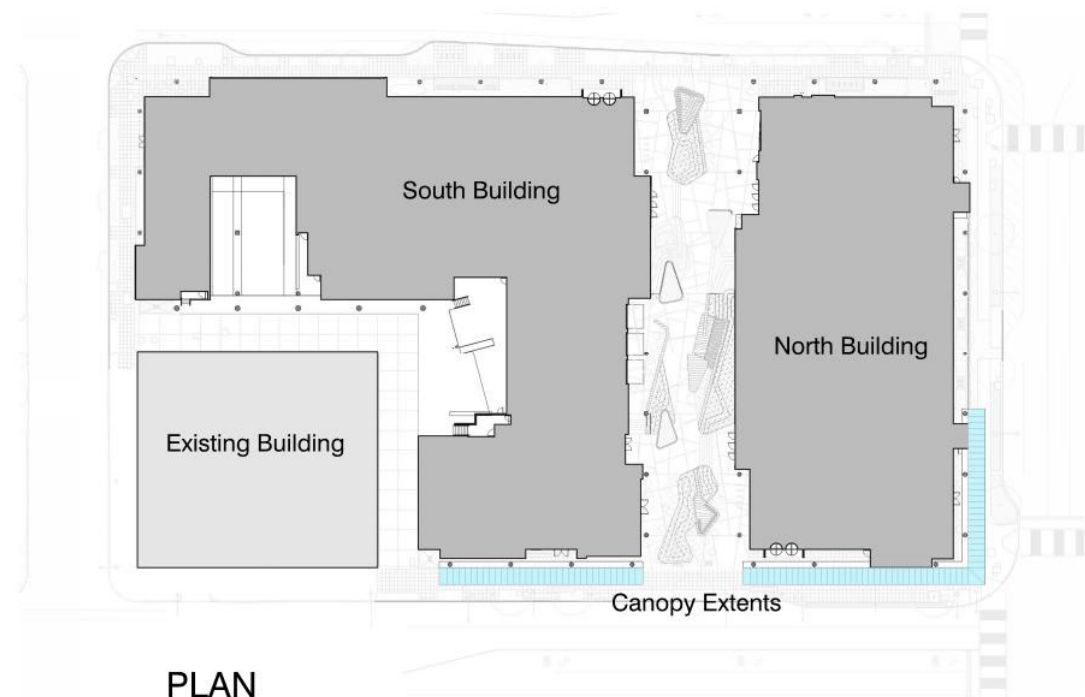 South Building
North Building
Existing Building
Canopy Extents
PLAN